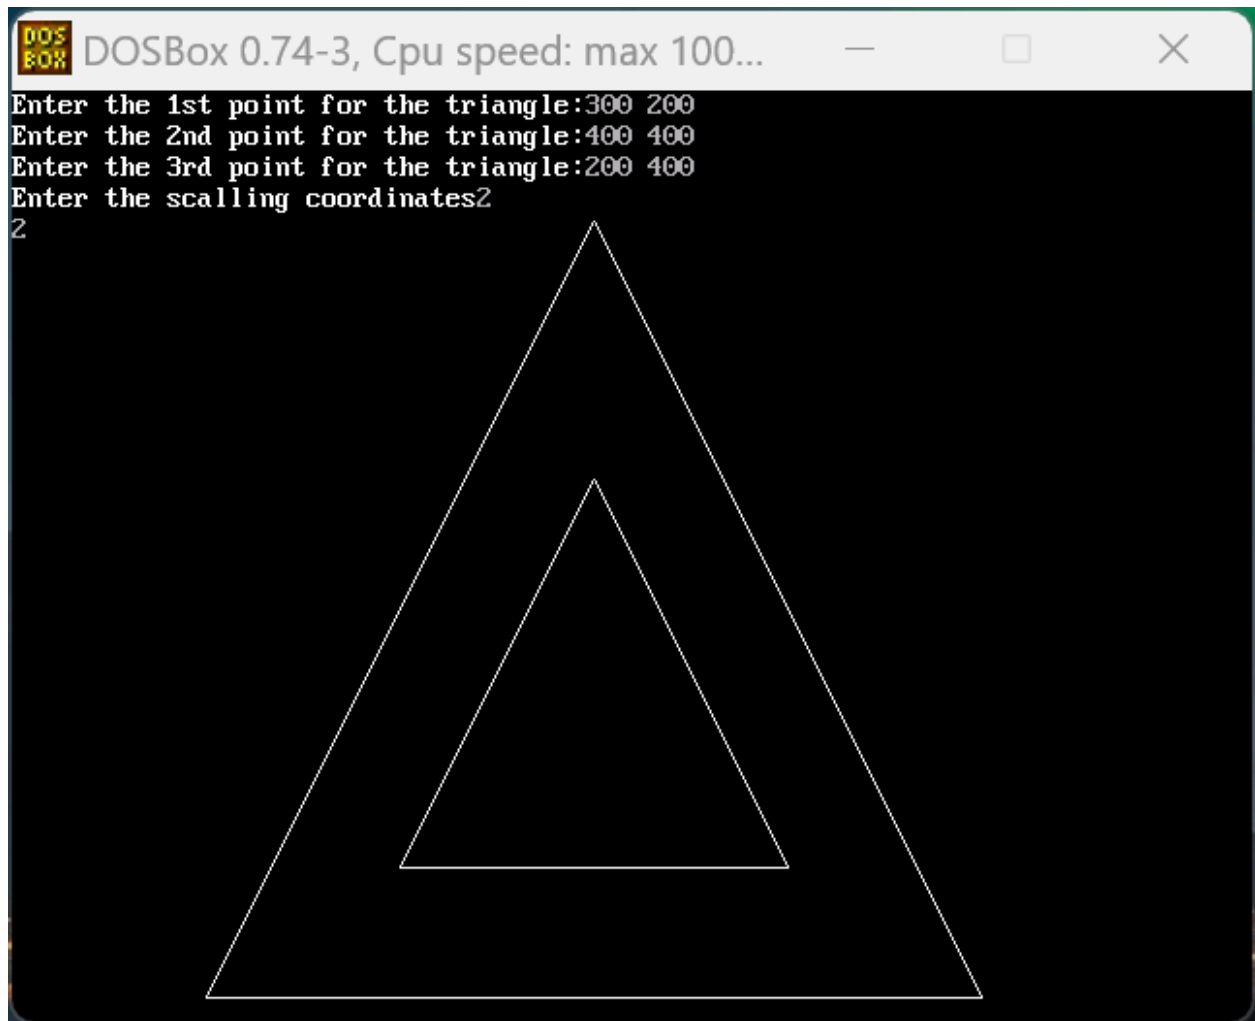 DOS
BOX
DOSBox 0.74-3, Cpu speed: max 100...
Enter the 1st point for the triangle:300 200
Enter the 2nd point for the triangle:400 400
Enter the 3rd point for the triangle:200 400
Enter the scalling coordinates2
2